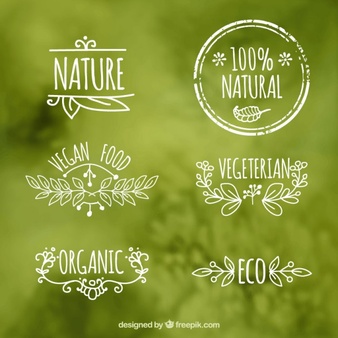 NATURE
100%
NATURAL
VEGAN FOOD
VEGETERIAN
ORGANIC
ECO
designed by freepik.com